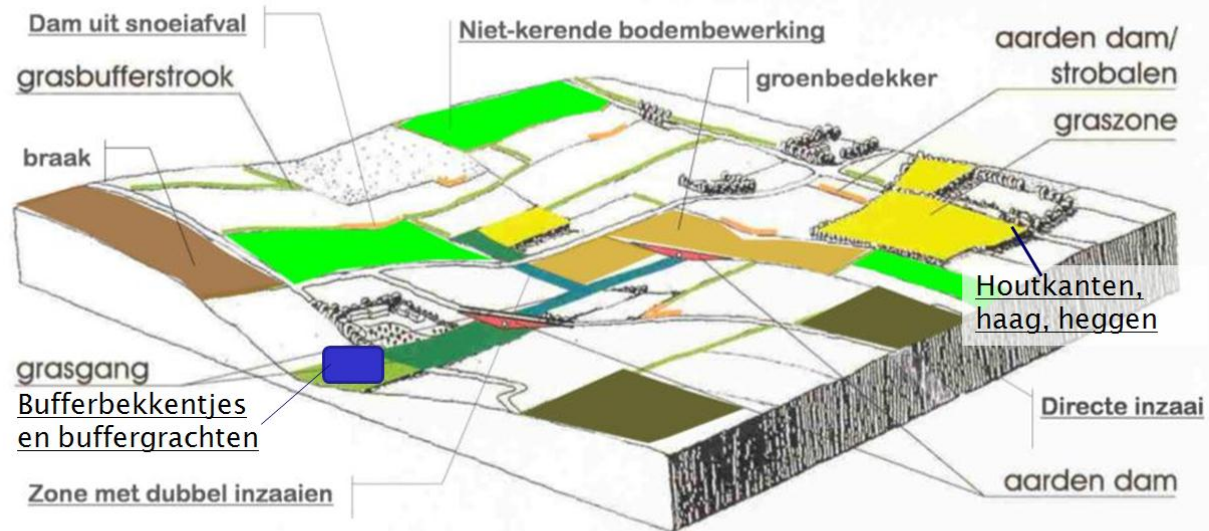 Dam uit snoeiafval
Niet-kerende bodembewerking
aarden dam/
strobalen
grasbufferstrook
groenbedekker
graszone
braak
Houtkanten,
haag, heggen
grasgang
Bufferbekkentjes
en buffergrachten
Directe inzaai
Zone met dubbel inzaaien
aarden dam